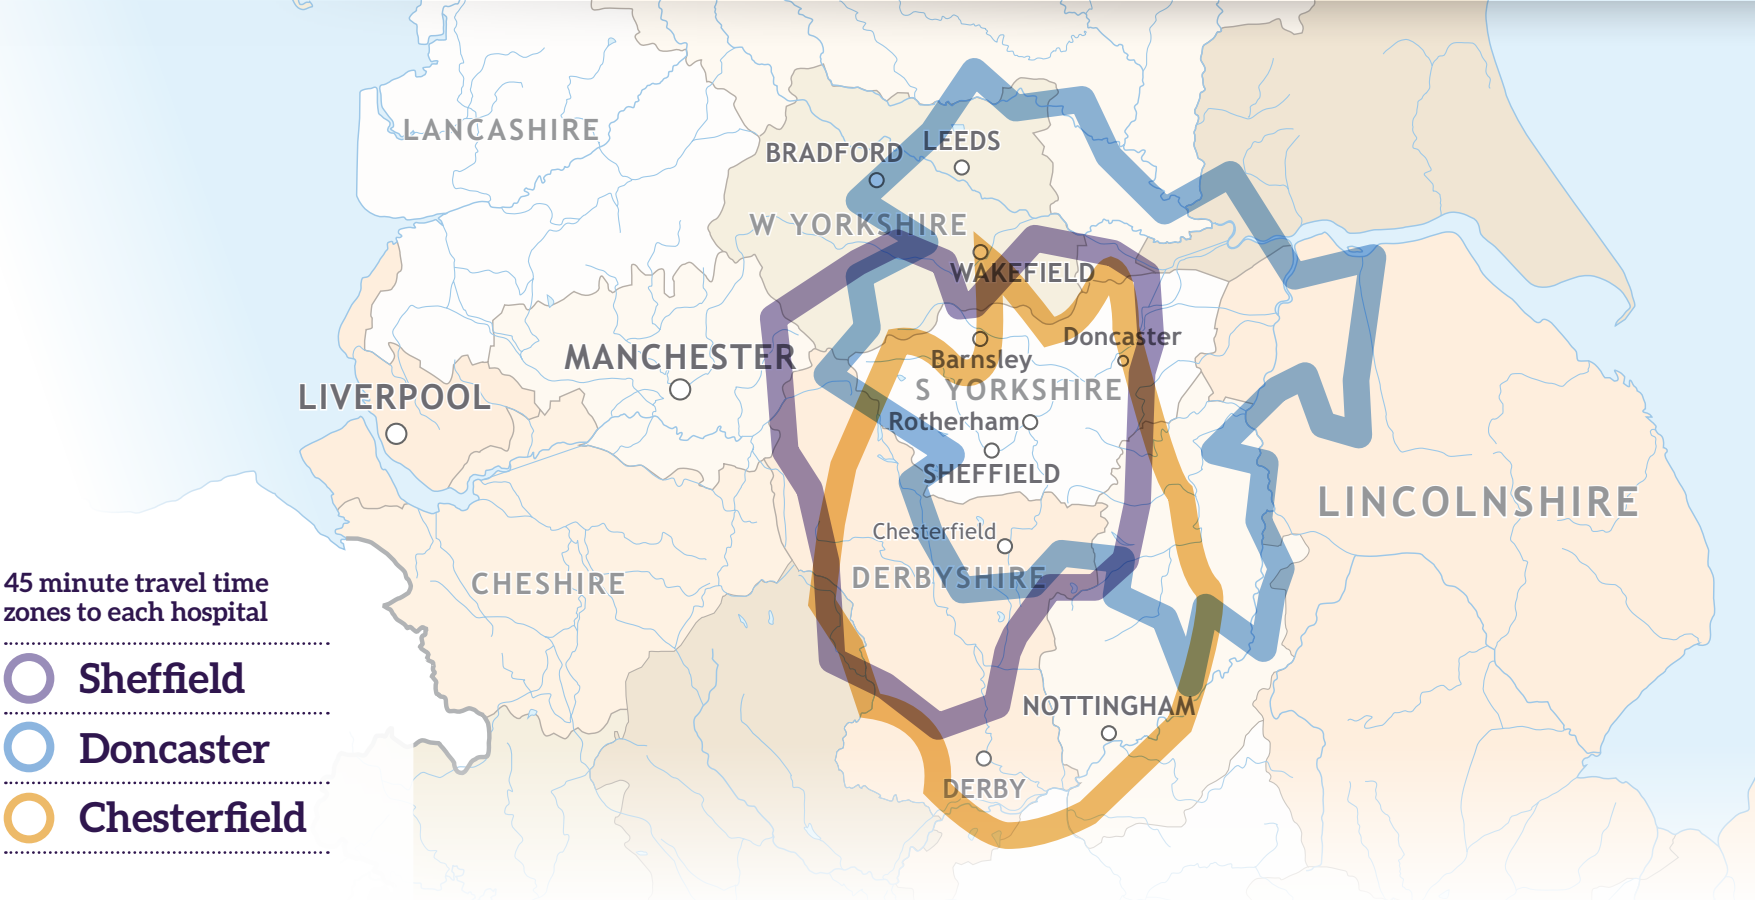 LANCASHIRE
BRADFORD
LEEDS
W YORKSHIRE
WAKEFIELD
MANCHESTER
Doncaster
Barnsley
S YORKSHIRE
LIVERPOOL
Rotherham
SHEFFIELD
LINCOLNSHIRE
Chesterfield
DERBYSHIRE
CHESHIRE
NOTTINGHAM
DERBY
45 minute travel time
zones to each hospital
Sheffield
Doncaster
Chesterfield